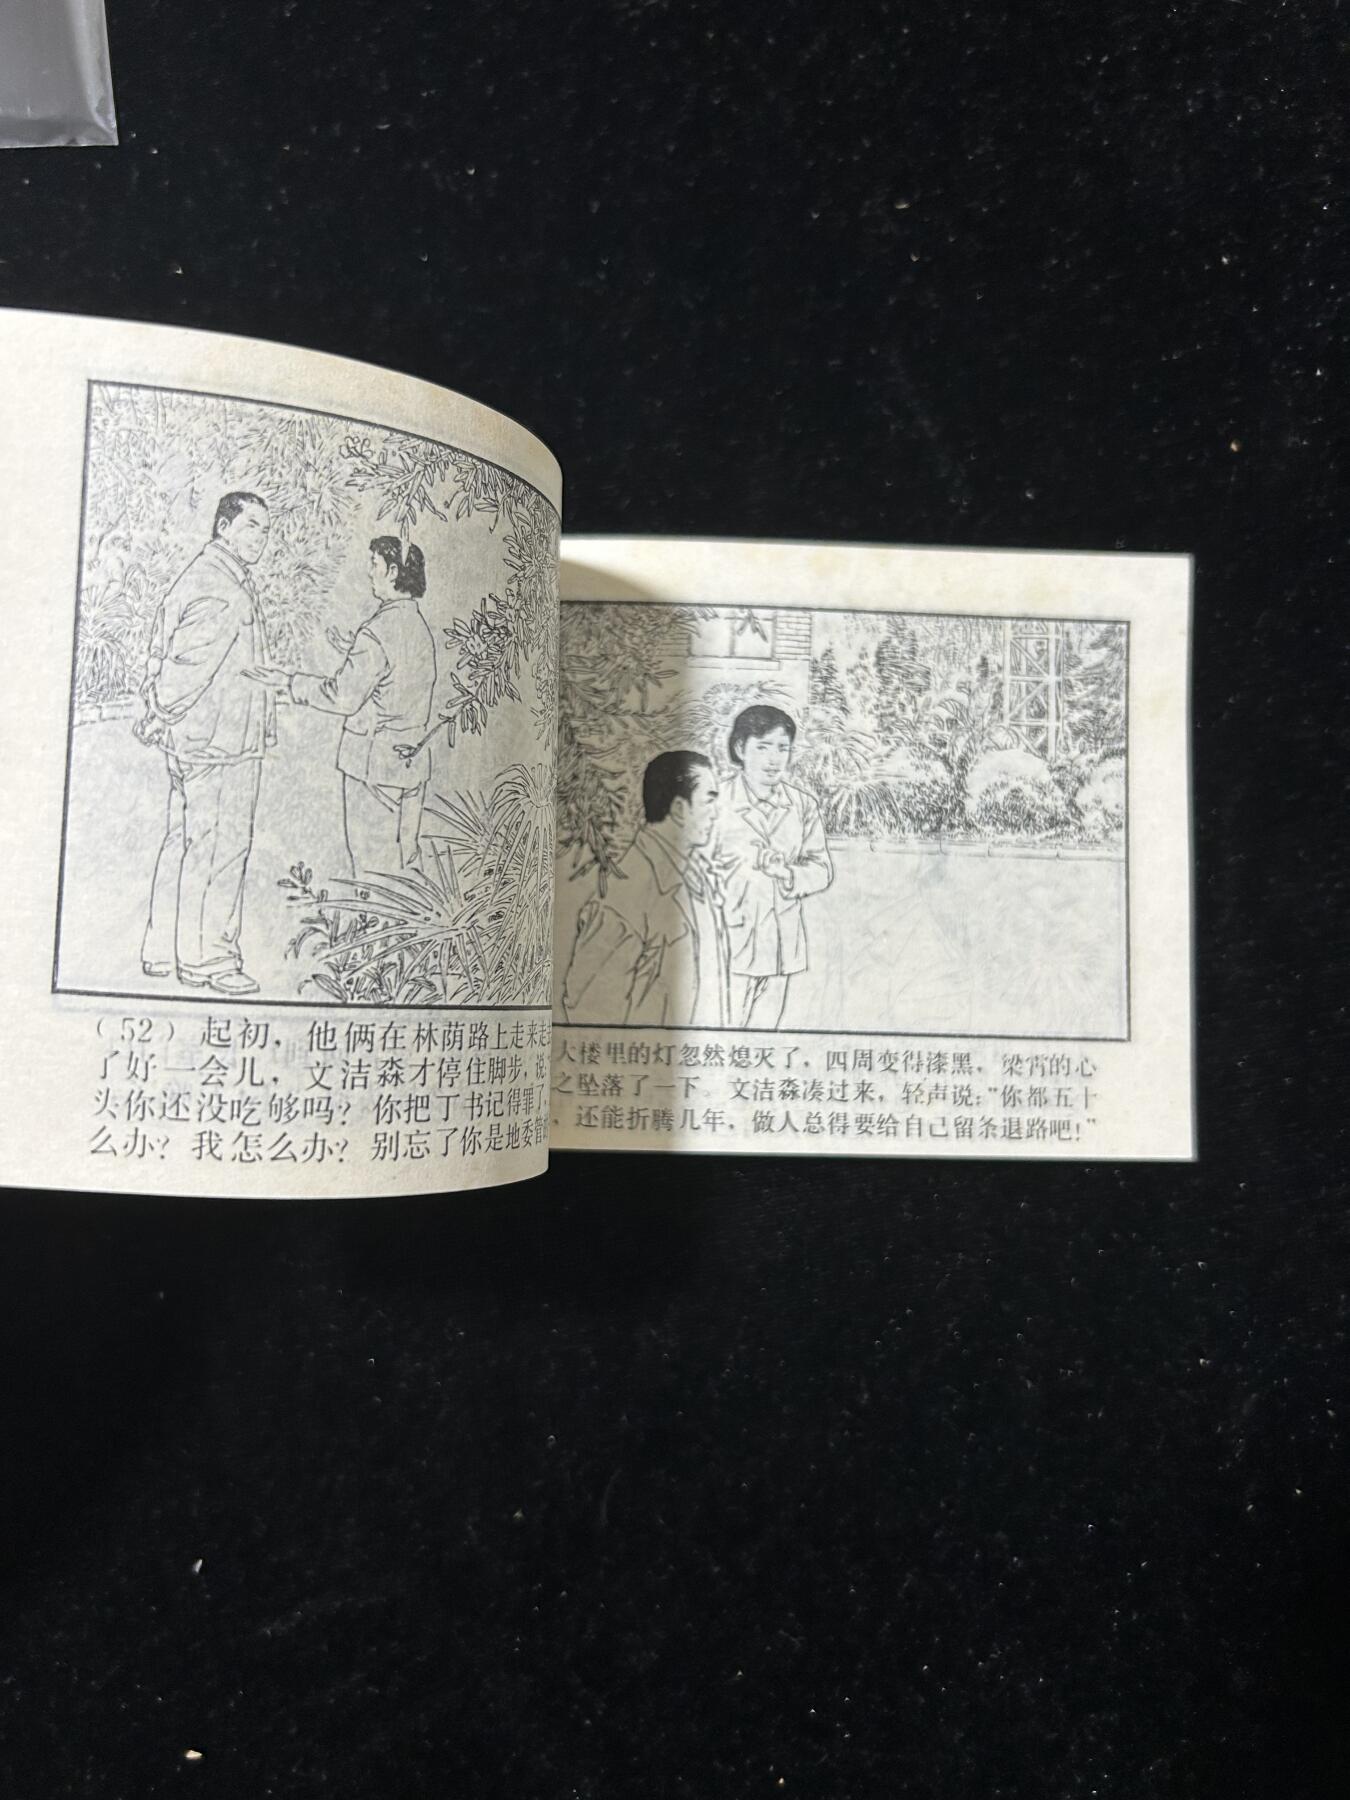 (52) 起初，他俩在林荫路上走来走去
了好一会儿，文洁淼才停住脚步，说
头你还没吃够吗？你把丁书记得罪了，
么办？我怎么办？别忘了你是地委管
大楼里的灯忽然熄灭了，四周变得漆黑，梁宵的心
之坠落了一下。文洁淼凑过来，轻声说：“你都五十
，还能折腾几年，做人总得要给自己留条退路吧！”